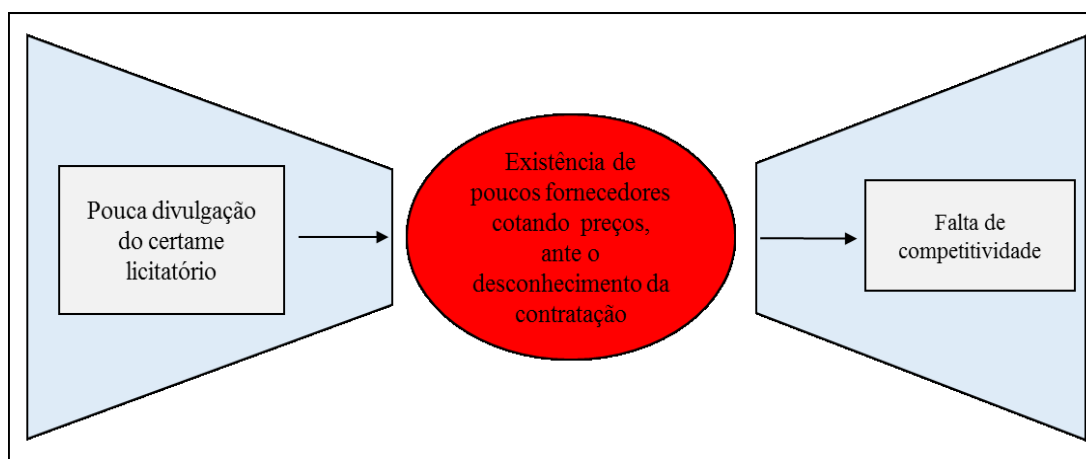 Pouca divulgação
do certame
licitatório
Existência de
poucos fornecedores
cotando preços,
ante o
desconhecimento da
contratação
Falta de
competitividade